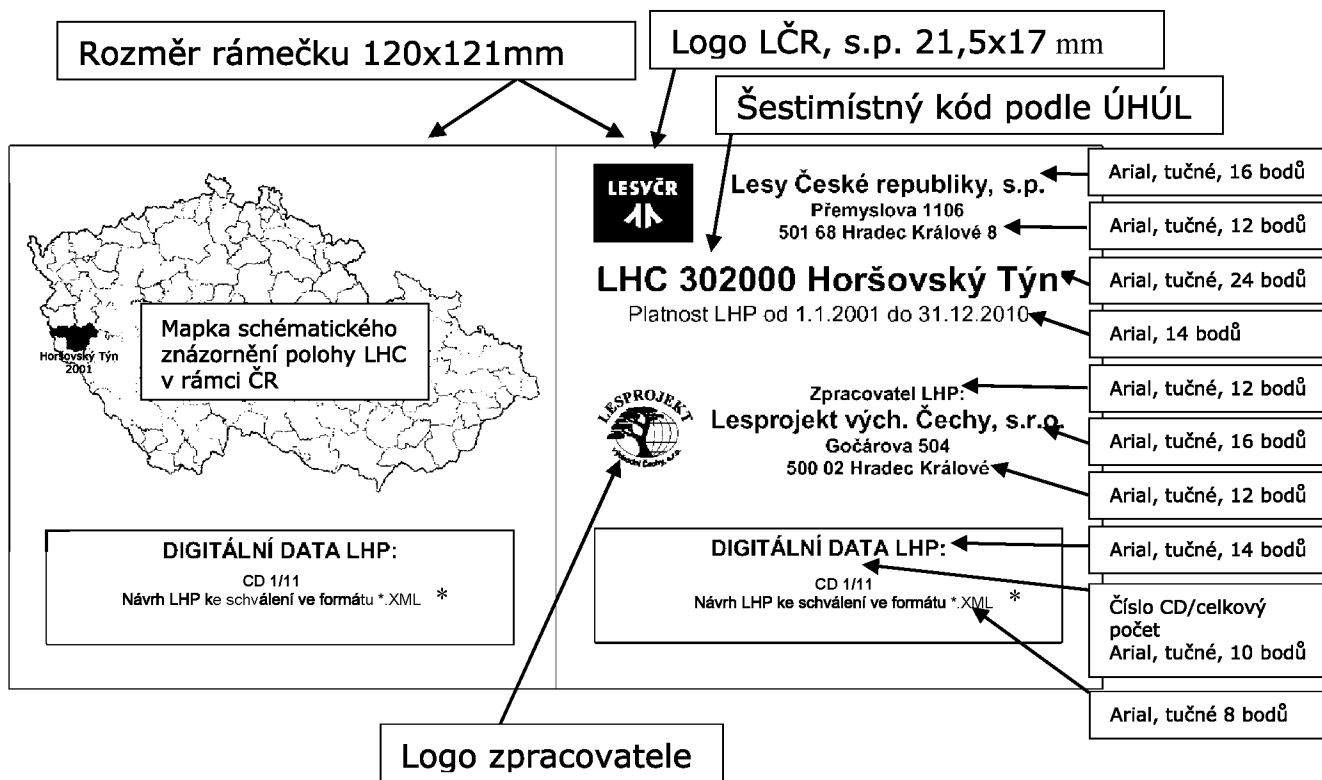 Rozměr rámečku 120x121mm
Logo LČR, s.p. 21,5x17 mm
Šestimístný kód podle ÚHÚL
LESYČR
Lesy České republiky, s.p.
Přemyslova 1106
501 68 Hradec Králové 8
LHC 302000 Horšovský Týn
Platnost LHP od 1.1.2001 do 31.12.2010
Horšovský Týn
2001
Mapka schématického
znázornění polohy LHC
v rámci ČR
LESPROJEKT
východní Čechy, s.r.o.
Zpracovatel LHP:
Lesprojekt vých. Čechy, s.r.o.
Gočárova 504
500 02 Hradec Králové
DIGITÁLNÍ DATA LHP:
CD 1/11
Návrh LHP ke schválení ve formátu *.XML *
DIGITÁLNÍ DATA LHP:
CD 1/11
Návrh LHP ke schválení ve formátu *.XML *
Arial, tučné, 16 bodů
Arial, tučné, 12 bodů
Arial, tučné, 24 bodů
Arial, 14 bodů
Arial, tučné, 12 bodů
Arial, tučné, 16 bodů
Arial, tučné, 12 bodů
Arial, tučné, 14 bodů
Číslo CD/celkový
počet
Arial, tučné, 10 bodů
Arial, tučné 8 bodů
Logo zpracovatele